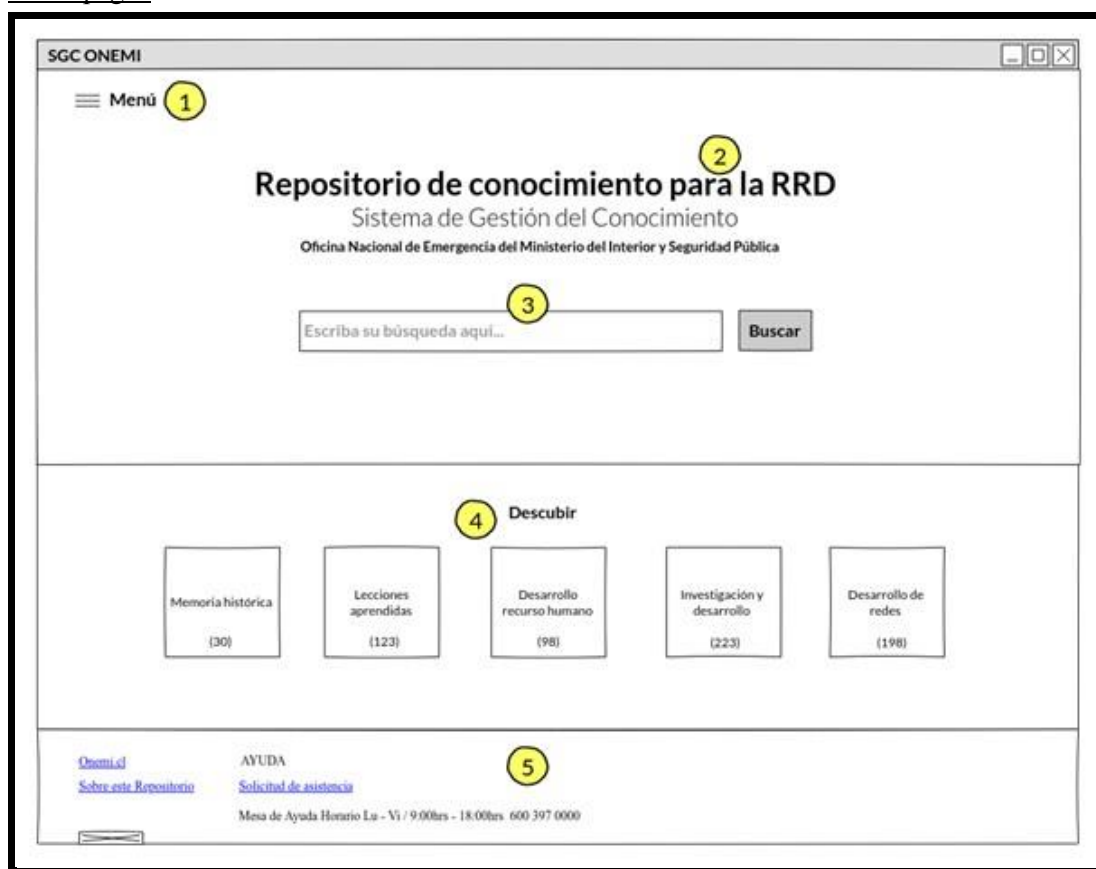 SGC ONEMI
Menú 1
2
Repositorio de conocimiento para la RRD
Sistema de Gestión del Conocimiento
Oficina Nacional de Emergencia del Ministerio del Interior y Seguridad Pública
3
Escriba su búsqueda aquí... Buscar
4 Descubir
Memoria histórica
(30)
Lecciones
aprendidas
(123)
Desarrollo
recurso humano
(98)
Investigación y
desarrollo
(223)
Desarrollo de
redes
(198)
5
Onemi.cl
Sobre este Repositorio
AYUDA
Solicitud de asistencia
Mesa de Ayuda Horario Lu - Vi / 9:00hrs - 18:00hrs 600 397 0000